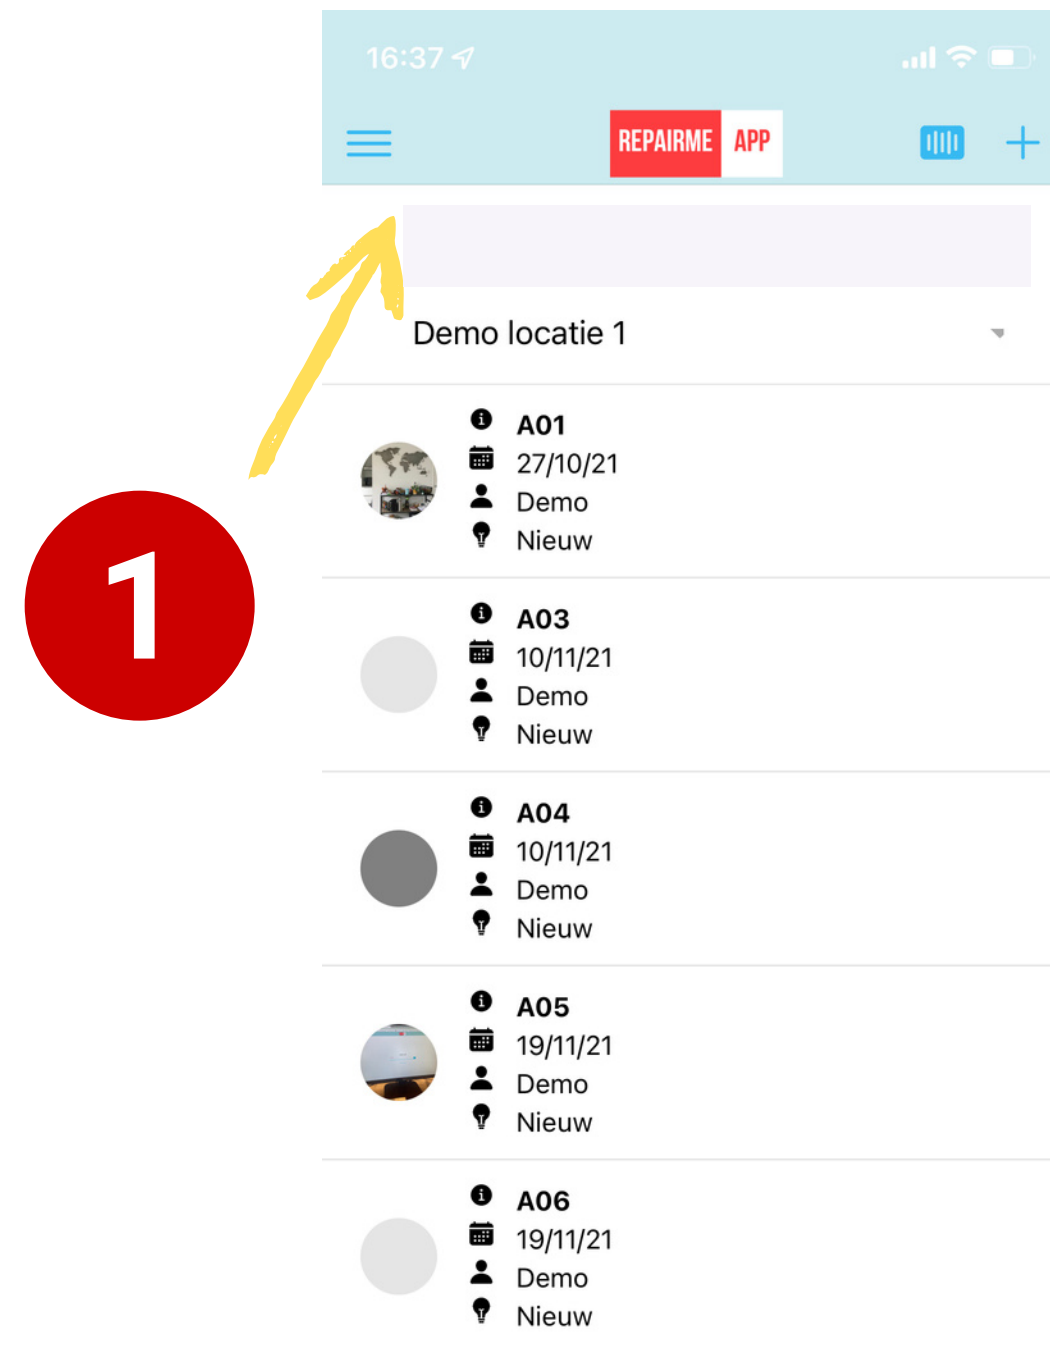 16:37
REPAIRME APP
Demo locatie 1
A01
27/10/21
Demo
Nieuw
1
A03
10/11/21
Demo
Nieuw
A04
10/11/21
Demo
Nieuw
A05
19/11/21
Demo
Nieuw
A06
19/11/21
Demo
Nieuw